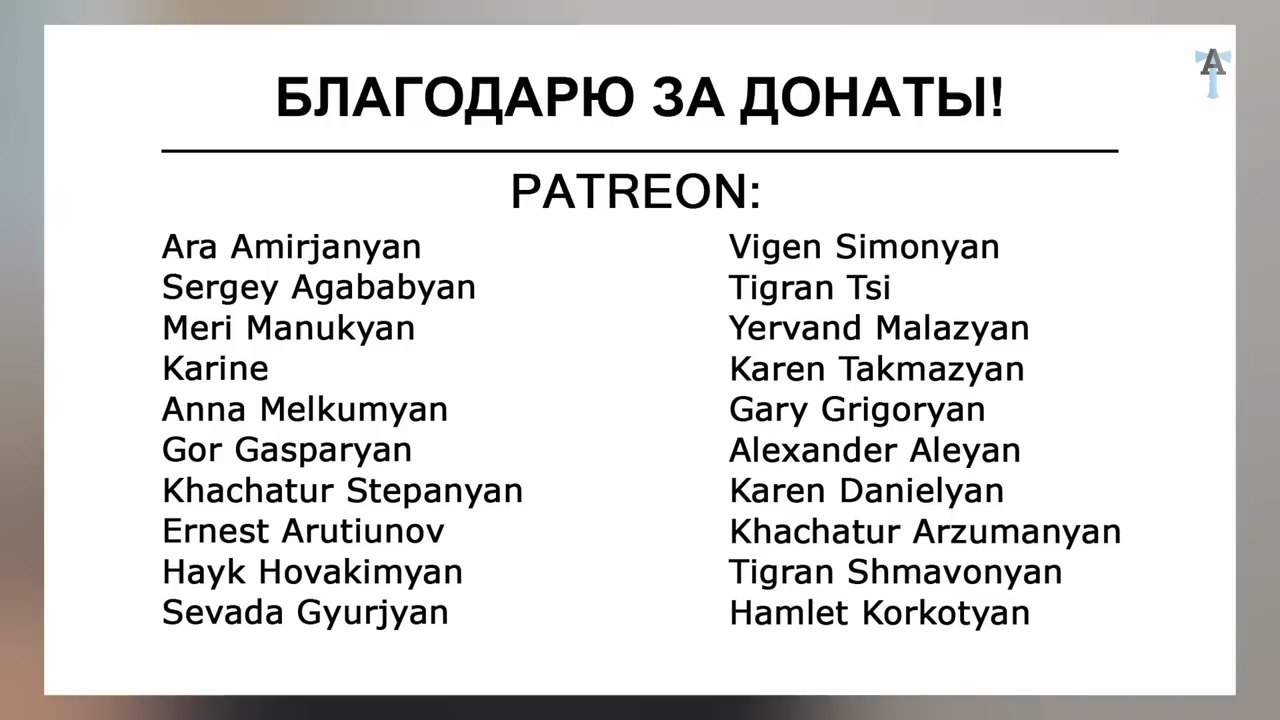 БЛАГОДАРЮ ЗА ДОНАТЫ!
PATREON:
Ara Amirjanyan
Sergey Agababyan
Meri Manukyan
Karine
Anna Melkumyan
Gor Gasparyan
Khachatur Stepanyan
Ernest Arutiunov
Hayk Hovakimyan
Sevada Gyurjyan
Vigen Simonyan
Tigran Tsi
Yervand Malazyan
Karen Takmazyan
Gary Grigoryan
Alexander Aleyan
Karen Danielyan
Khachatur Arzumanyan
Tigran Shmavonyan
Hamlet Korkotyan